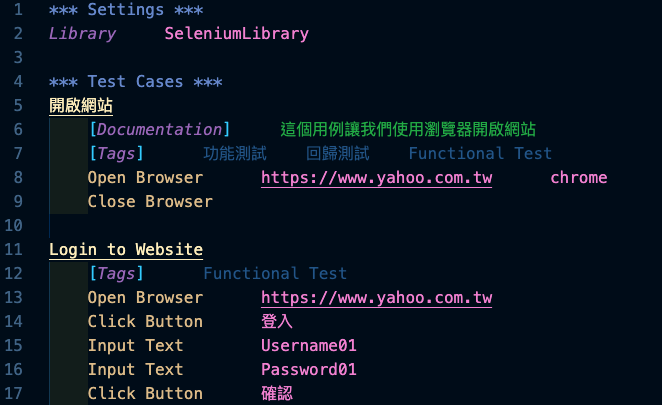 1 *** Settings ***
2 Library SeleniumLibrary
3
4 *** Test Cases ***
5 開啟網站
6 [Documentation] 這個用例讓我們使用瀏覽器開啟網站
7 [Tags] 功能測試 回歸測試 Functional Test
8 Open Browser https://www.yahoo.com.tw chrome
9 Close Browser
10
11 Login to Website
12 [Tags] Functional Test
13 Open Browser https://www.yahoo.com.tw
14 Click Button 登入
15 Input Text Username01
16 Input Text Password01
17 Click Button 確認